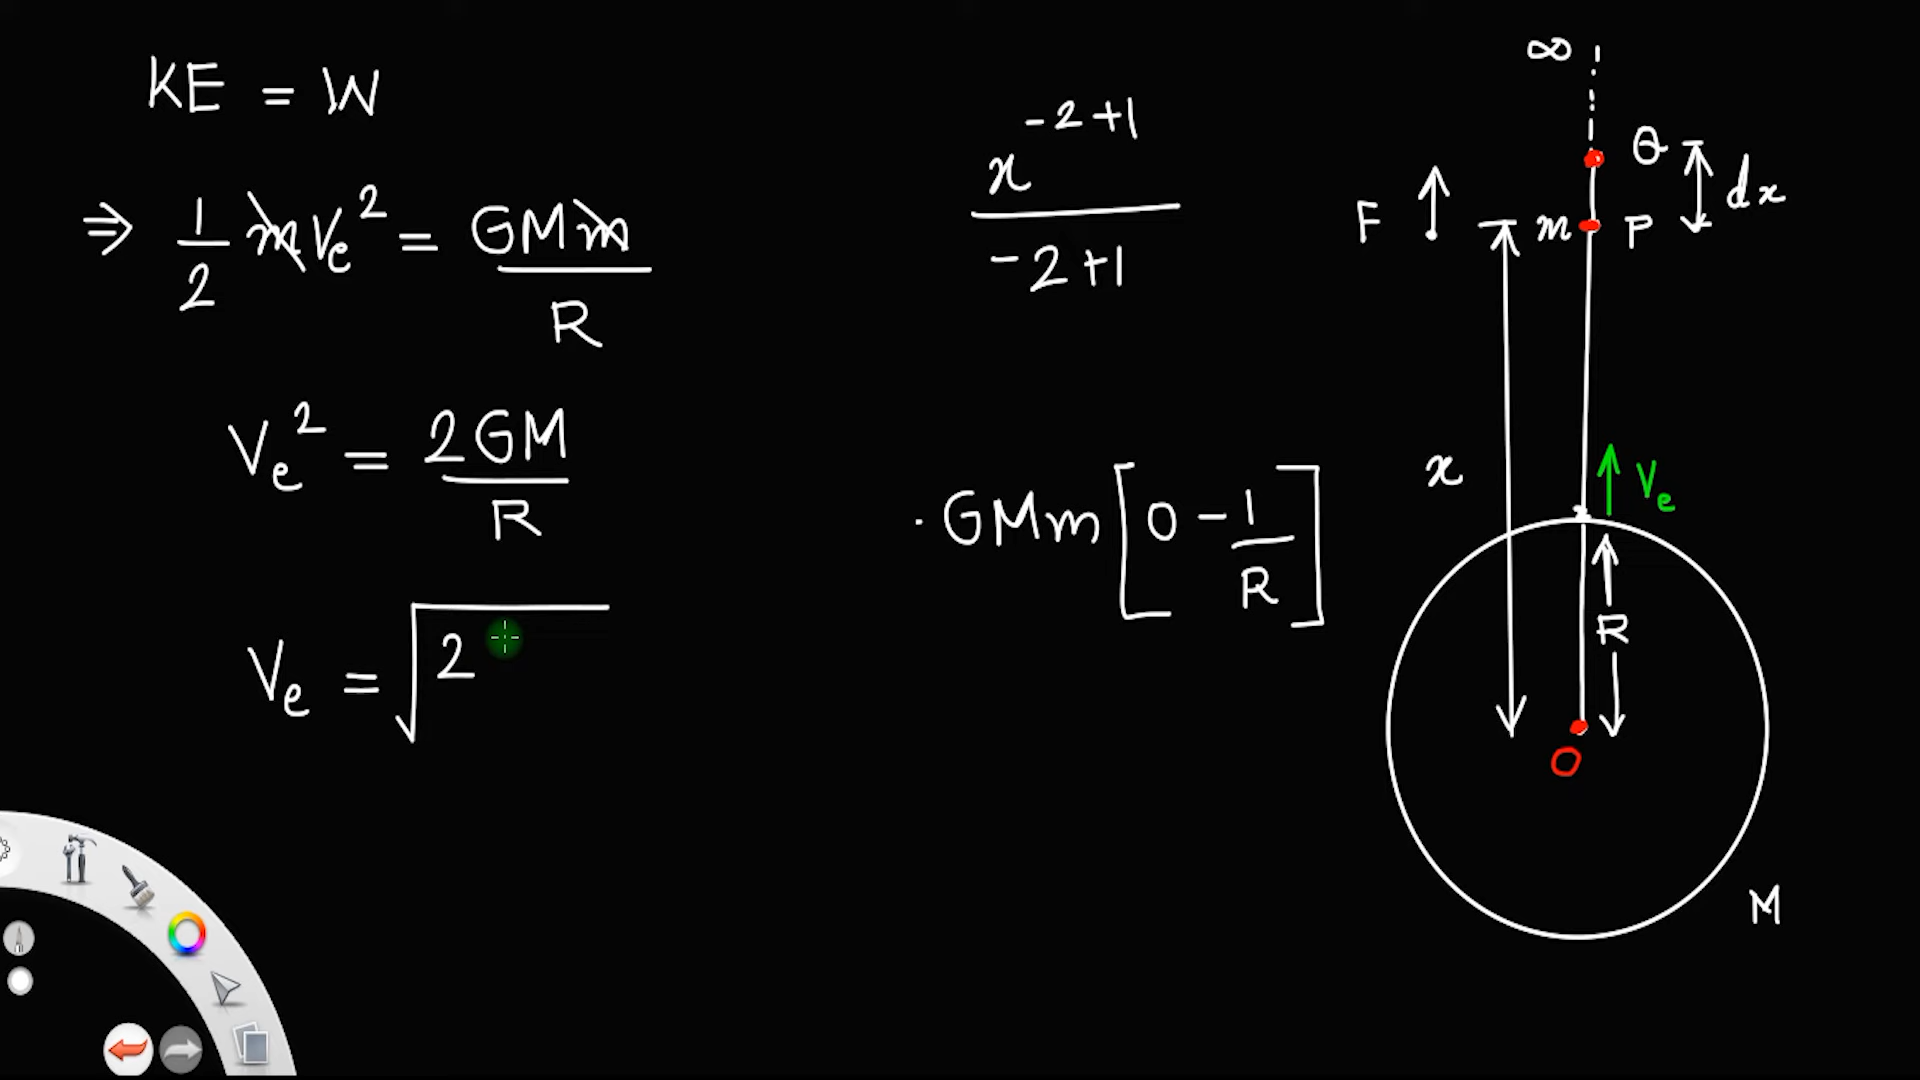 KE = W
⇒ 1/2 mVe² = GMm/R
Ve² = 2GM/R
Ve = √2
x^(-2+1)/(-2+1)
· GMm [0 - 1/R]
∞
Q
dx
F
m
P
x
Ve
R
O
M